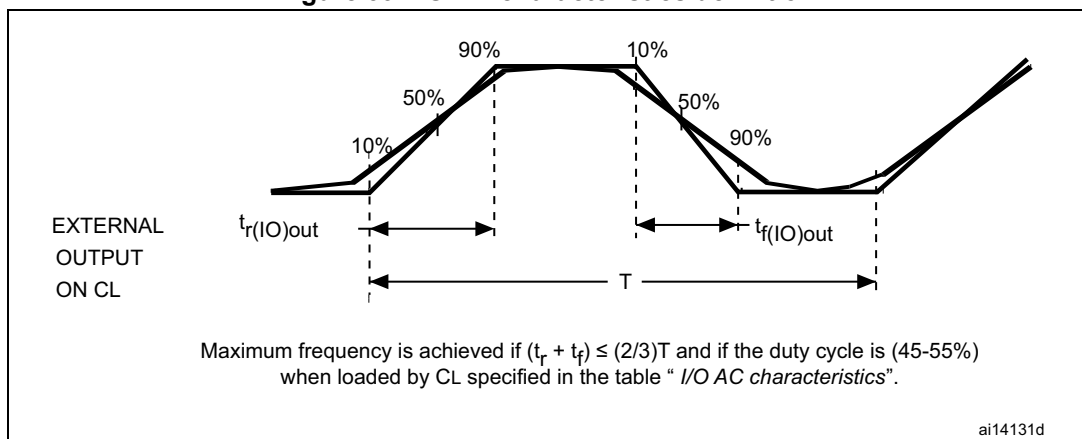 90%
10%
50%
50%
10%
90%
EXTERNAL
OUTPUT
ON CL
tr(IO)out
tf(IO)out
T
Maximum frequency is achieved if (tr + tf) ≤ (2/3)T and if the duty cycle is (45-55%)
when loaded by CL specified in the table “ I/O AC characteristics”.
ai14131d